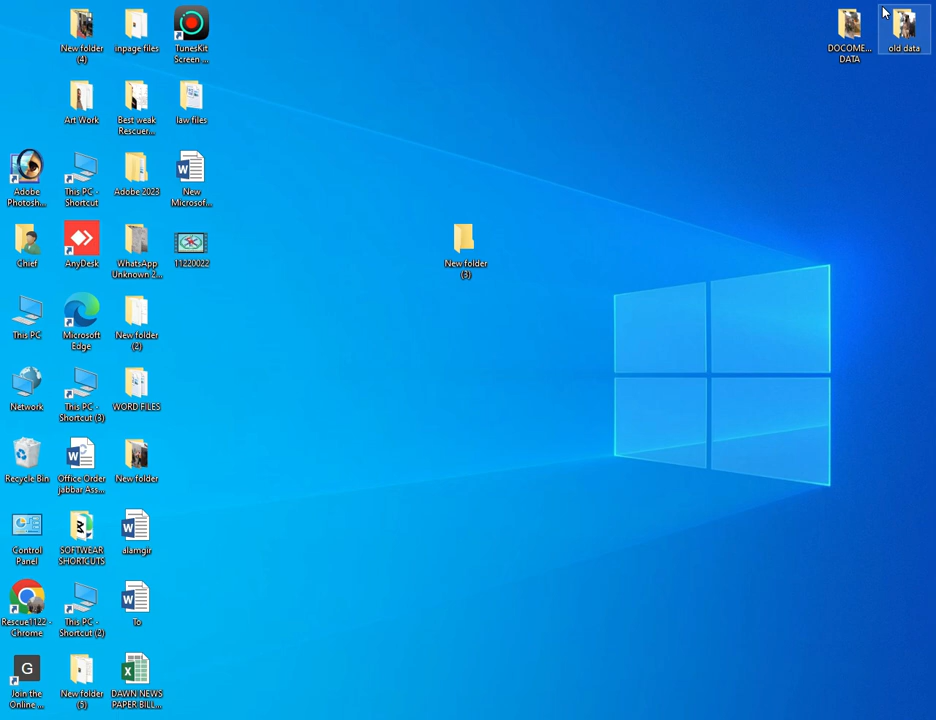 New folder
(4)
inpage files
TunesKit
Screen ...
DOCOME...
DATA
old data
Art Work
Best weak
Rescuer...
law files
Adobe
Photosh...
This PC -
Shortcut
Adobe 2023
New
Microsof...
Chief
AnyDesk
WhatsApp
Unknown 2...
11220022
New folder
(3)
This PC
Microsoft
Edge
New folder
(2)
Network
This PC -
Shortcut (3)
WORD FILES
Recycle Bin
Office Order
jabbar Ass...
New folder
Control
Panel
SOFTWEAR
SHORTCUTS
alamgir
Rescue1122 -
Chrome
This PC -
Shortcut (2)
To
G
Join the
Online ...
New folder
(5)
DAWN NEWS
PAPER BILL...